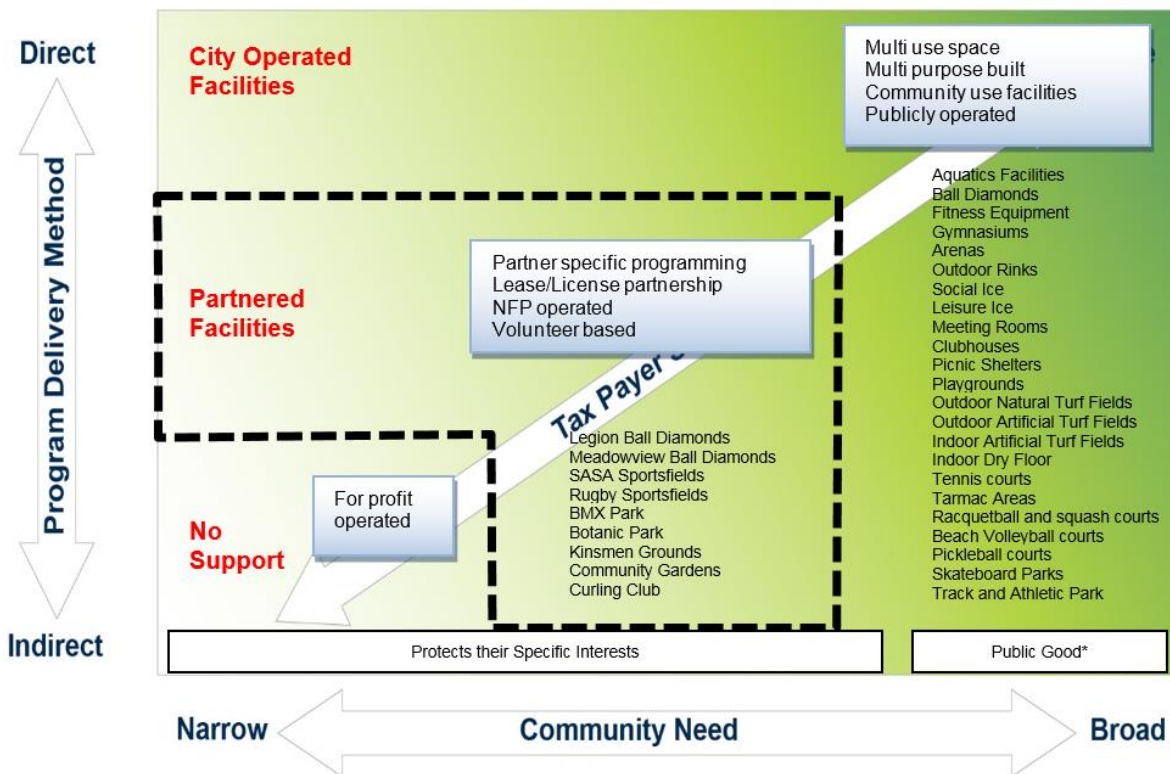 Direct
Program Delivery Method
Indirect
City Operated
Facilities
Multi use space
Multi purpose built
Community use facilities
Publicly operated
Partnered
Facilities
Partner specific programming
Lease/License partnership
NFP operated
Volunteer based
Tax Payer
No
Support
For profit
operated
Legion Ball Diamonds
Meadowview Ball Diamonds
SASA Sportsfields
Rugby Sportsfields
BMX Park
Botanic Park
Kinsmen Grounds
Community Gardens
Curling Club
Aquatics Facilities
Ball Diamonds
Fitness Equipment
Gymnasiums
Arenas
Outdoor Rinks
Social Ice
Leisure Ice
Meeting Rooms
Clubhouses
Picnic Shelters
Playgrounds
Outdoor Natural Turf Fields
Outdoor Artificial Turf Fields
Indoor Artificial Turf Fields
Indoor Dry Floor
Tennis courts
Tarmac Areas
Racquetball and squash courts
Beach Volleyball courts
Pickleball courts
Skateboard Parks
Track and Athletic Park
Protects their Specific Interests
Public Good*
Narrow
Community Need
Broad